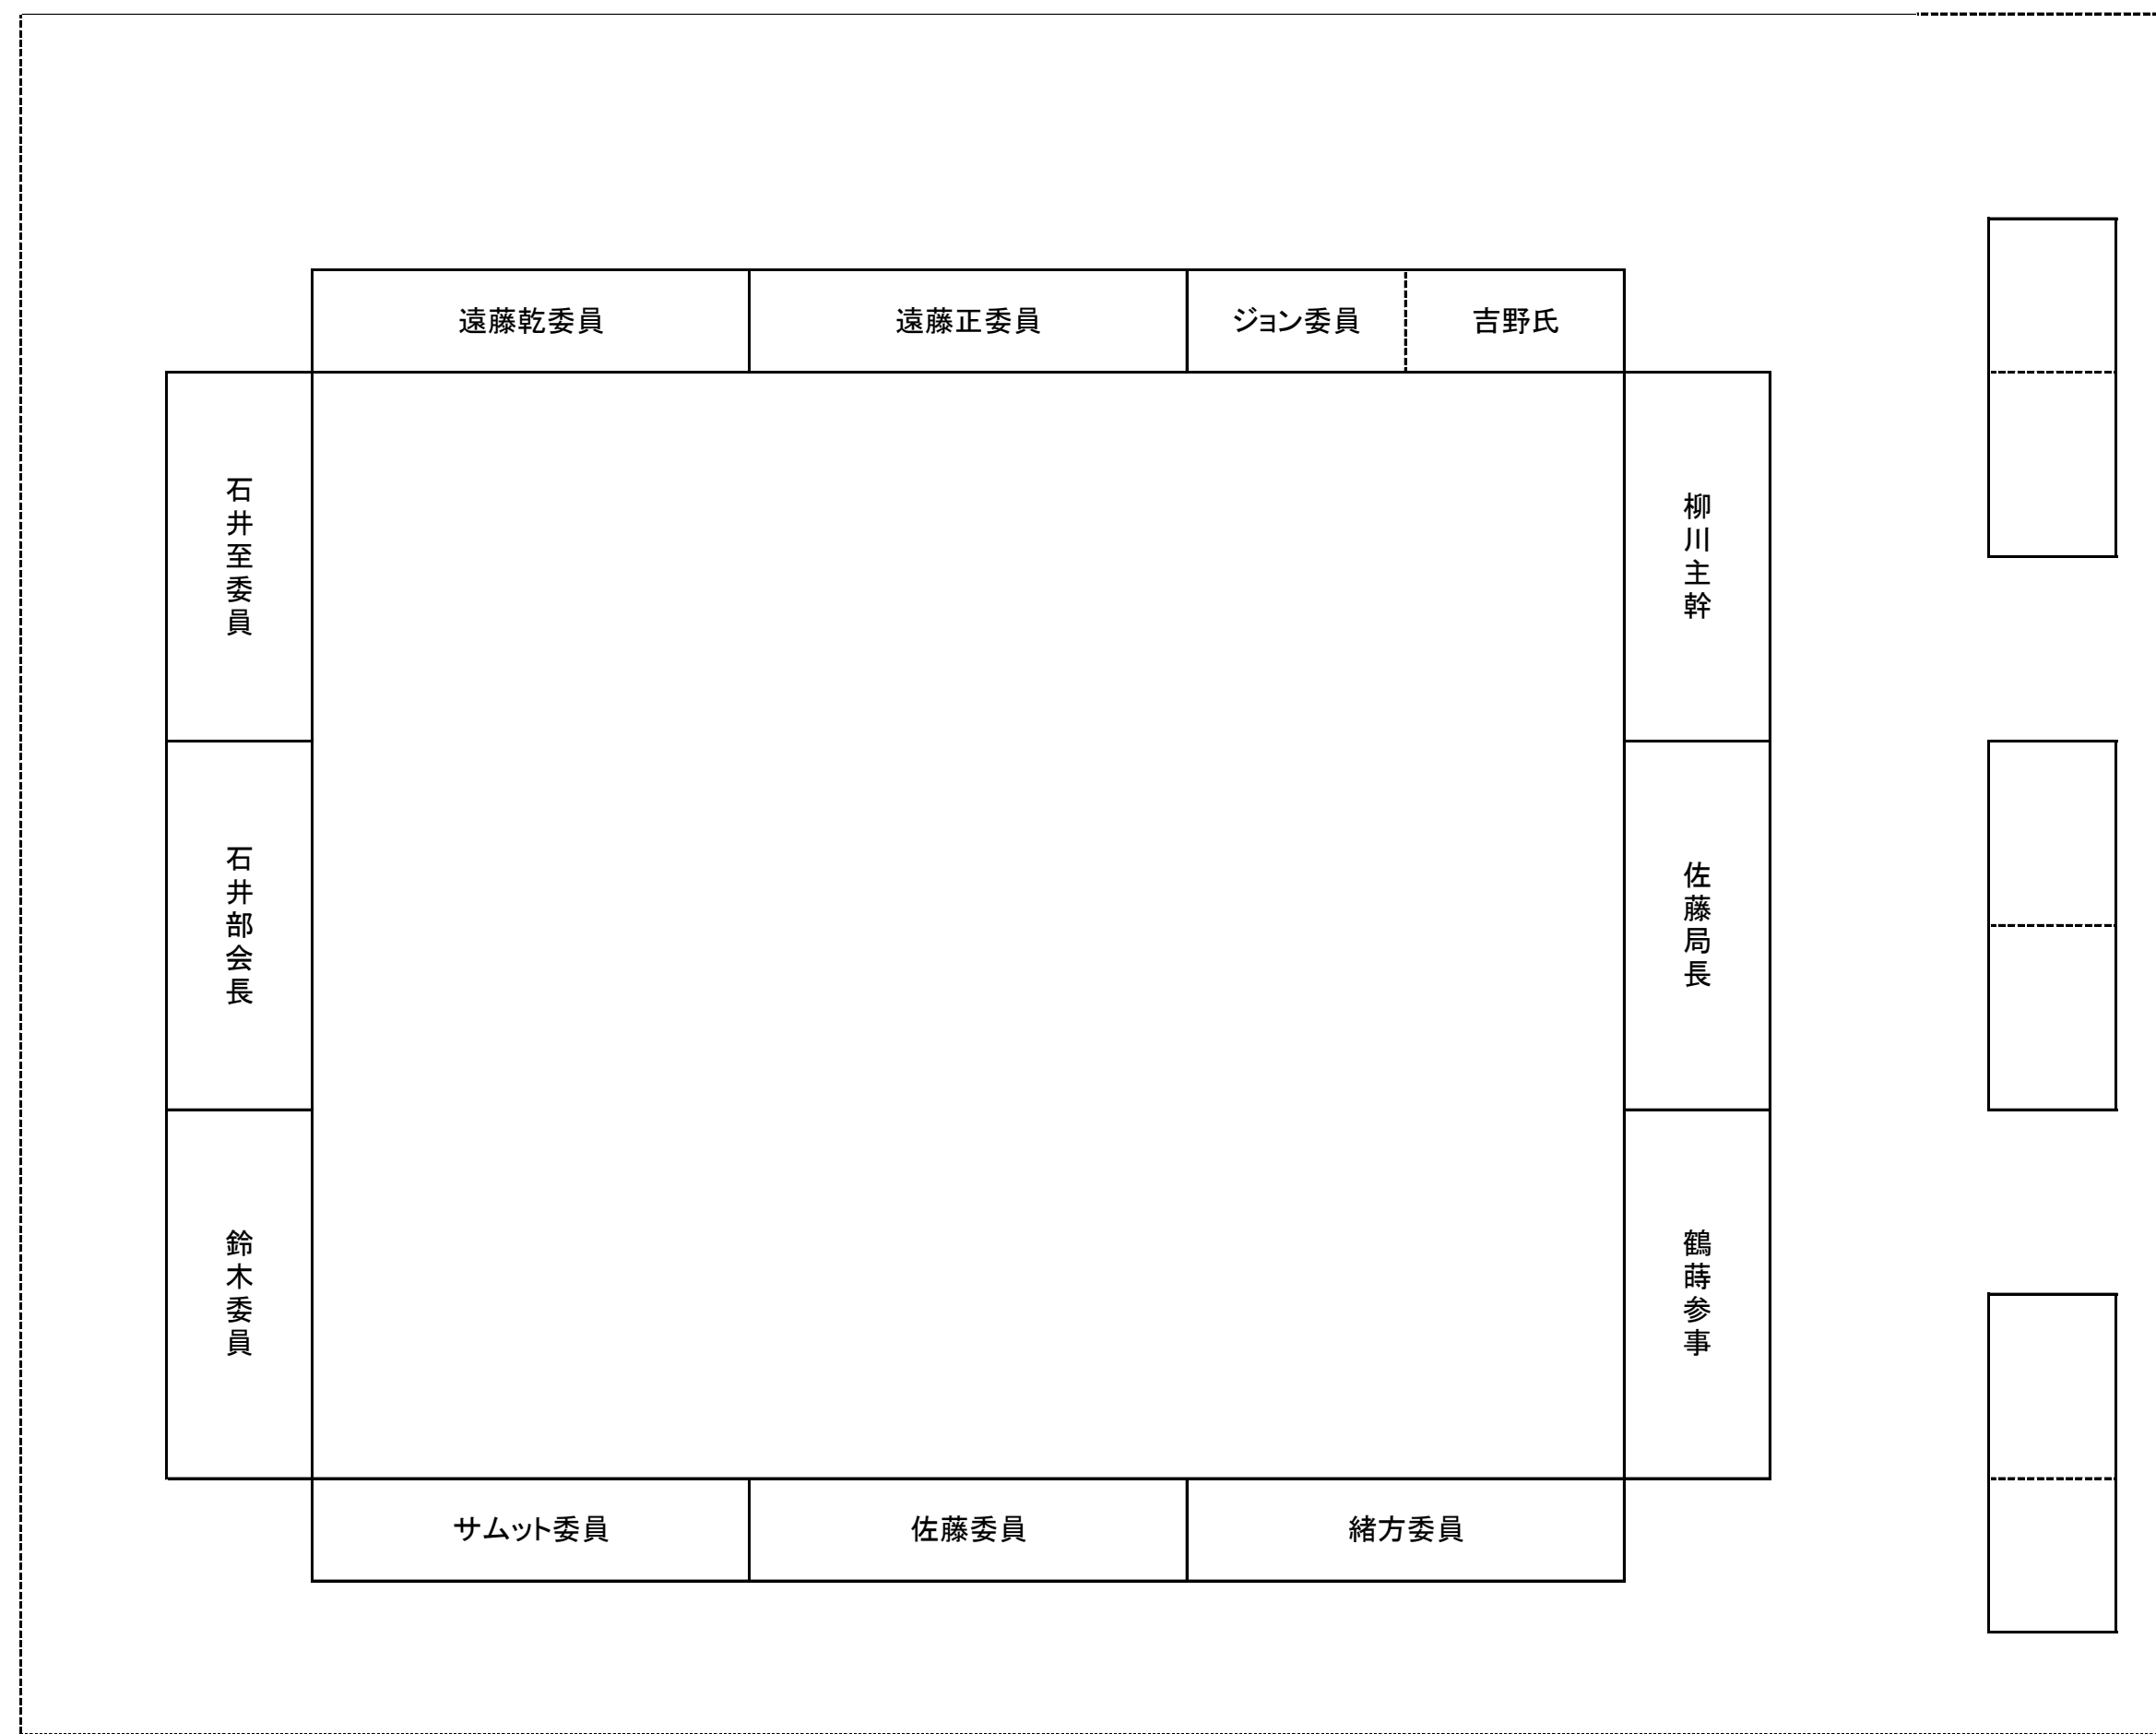 遠藤乾委員
遠藤正委員
ジョン委員
吉野氏
石井至委員
石井部会長
鈴木委員
柳川主幹
佐藤局長
鶴蒔参事
サムット委員
佐藤委員
緒方委員